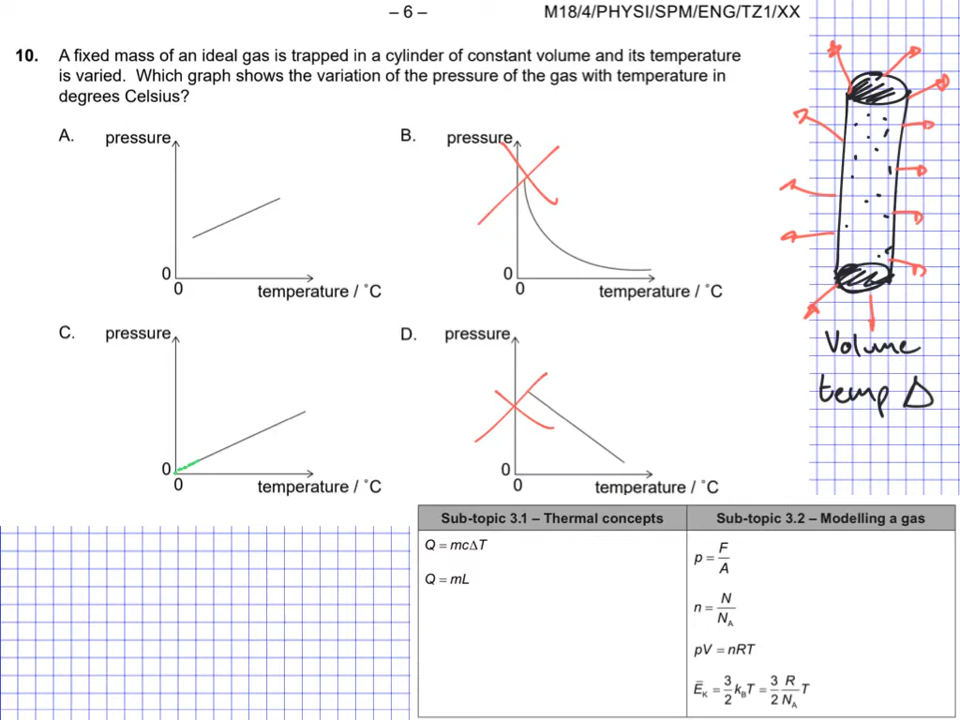 – 6 –
M18/4/PHYSI/SPM/ENG/TZ1/XX
10. A fixed mass of an ideal gas is trapped in a cylinder of constant volume and its temperature
is varied. Which graph shows the variation of the pressure of the gas with temperature in
degrees Celsius?
A. pressure
0
0
temperature / ˚C
B. pressure
0
0
temperature / ˚C
C. pressure
0
0
temperature / ˚C
D. pressure
0
0
temperature / ˚C
Volume
temp Δ
Sub-topic 3.1 – Thermal concepts
Q = mcΔT
Q = mL
Sub-topic 3.2 – Modelling a gas
p = F/A
n = N/N_A
pV = nRT
Ē_K = 3/2 k_B T = 3/2 R/N_A T